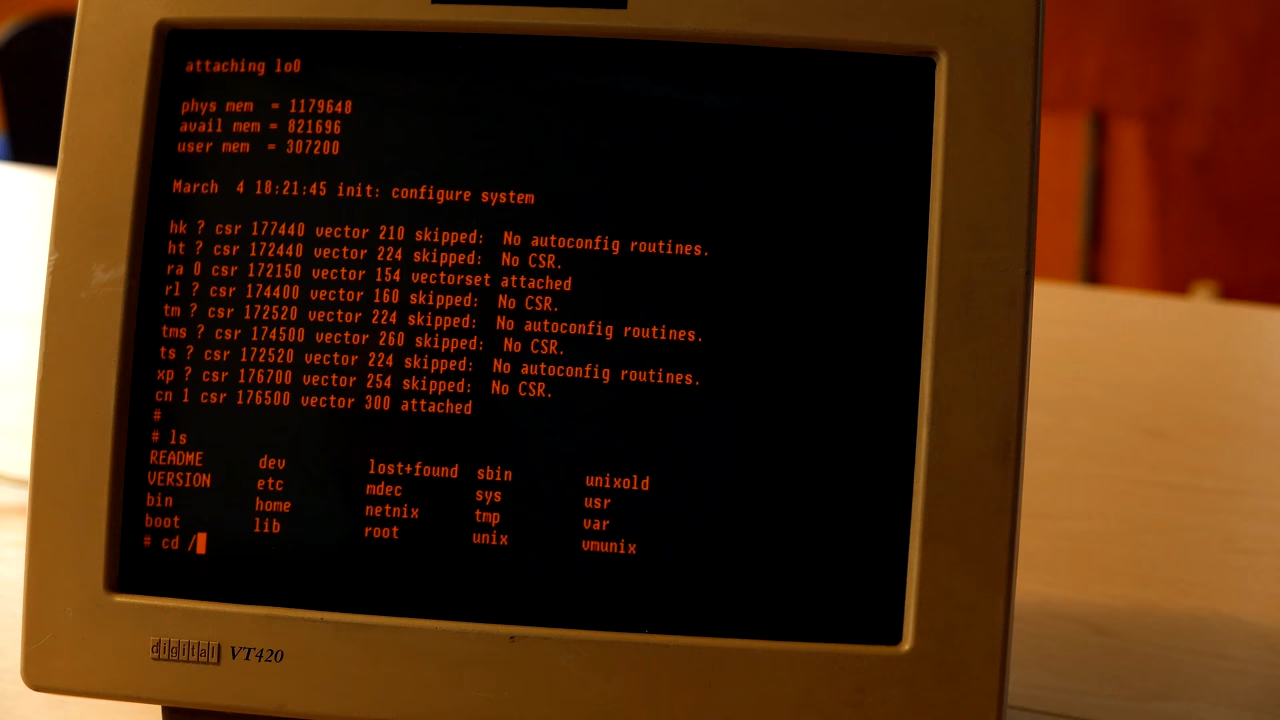 attaching lo0
phys mem  = 1179648
avail mem = 821696
user mem  = 307200
March  4 18:21:45 init: configure system
hk ? csr 177440 vector 210 skipped:  No autoconfig routines.
ht ? csr 172440 vector 224 skipped:  No CSR.
ra 0 csr 172150 vector 154 vectorset attached
rl ? csr 174400 vector 160 skipped:  No CSR.
tm ? csr 172520 vector 224 skipped:  No autoconfig routines.
tms ? csr 174500 vector 260 skipped:  No CSR.
ts ? csr 172520 vector 224 skipped:  No autoconfig routines.
xp ? csr 176700 vector 254 skipped:  No CSR.
cn 1 csr 176500 vector 300 attached
#
# ls
README dev lost+found sbin unixold
VERSION etc mdec sys usr
bin home netnix tmp var
boot lib root unix vmunix
# cd /
digital VT420